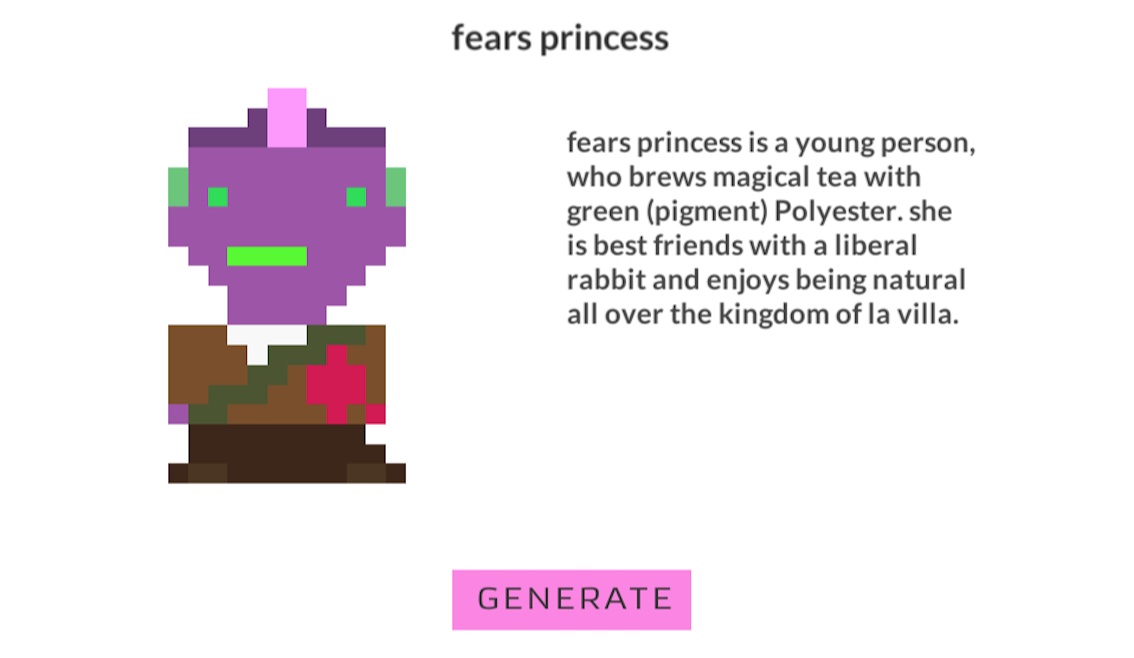 fears princess
fears princess is a young person,
who brews magical tea with
green (pigment) Polyester. she
is best friends with a liberal
rabbit and enjoys being natural
all over the kingdom of la villa.
GENERATE